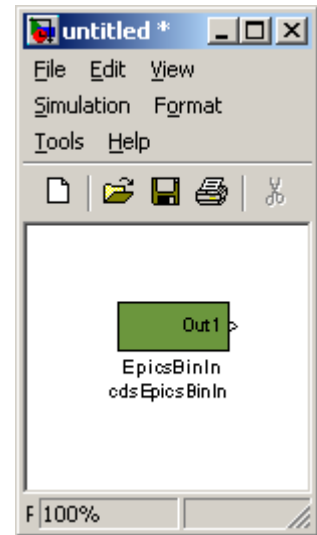 untitled *
File Edit View
Simulation Format
Tools Help
Out1
EpicsBinIn
cdsEpicsBinIn
F 100%